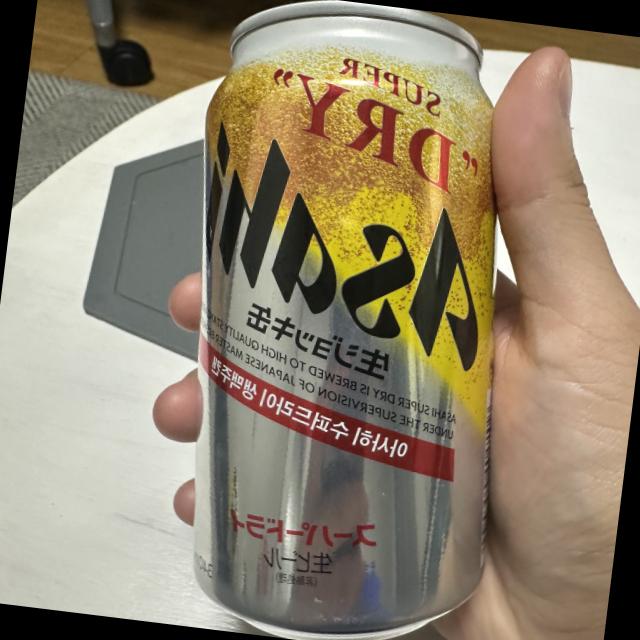 SUPER
"DRY"
Asahi
生ジョッキ缶
ASAHI SUPER DRY IS BREWED TO HIGH QUALITY
UNDER THE SUPERVISION OF JAPANESE MASTER
아사히 수퍼드라이 생맥주캔
スーパードライ
生ビール